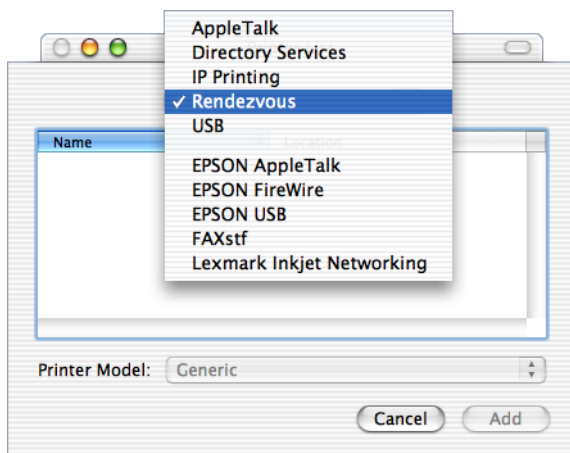 AppleTalk
Directory Services
IP Printing
✓ Rendezvous
USB
Name Location
EPSON AppleTalk
EPSON FireWire
EPSON USB
FAXstf
Lexmark Inkjet Networking
Printer Model: Generic
Cancel Add